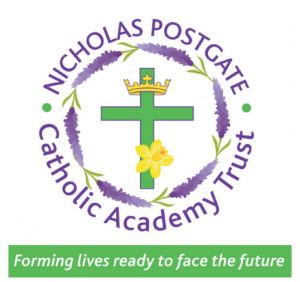 NICHOLAS POSTGATE
Catholic Academy Trust
Forming lives ready to face the future